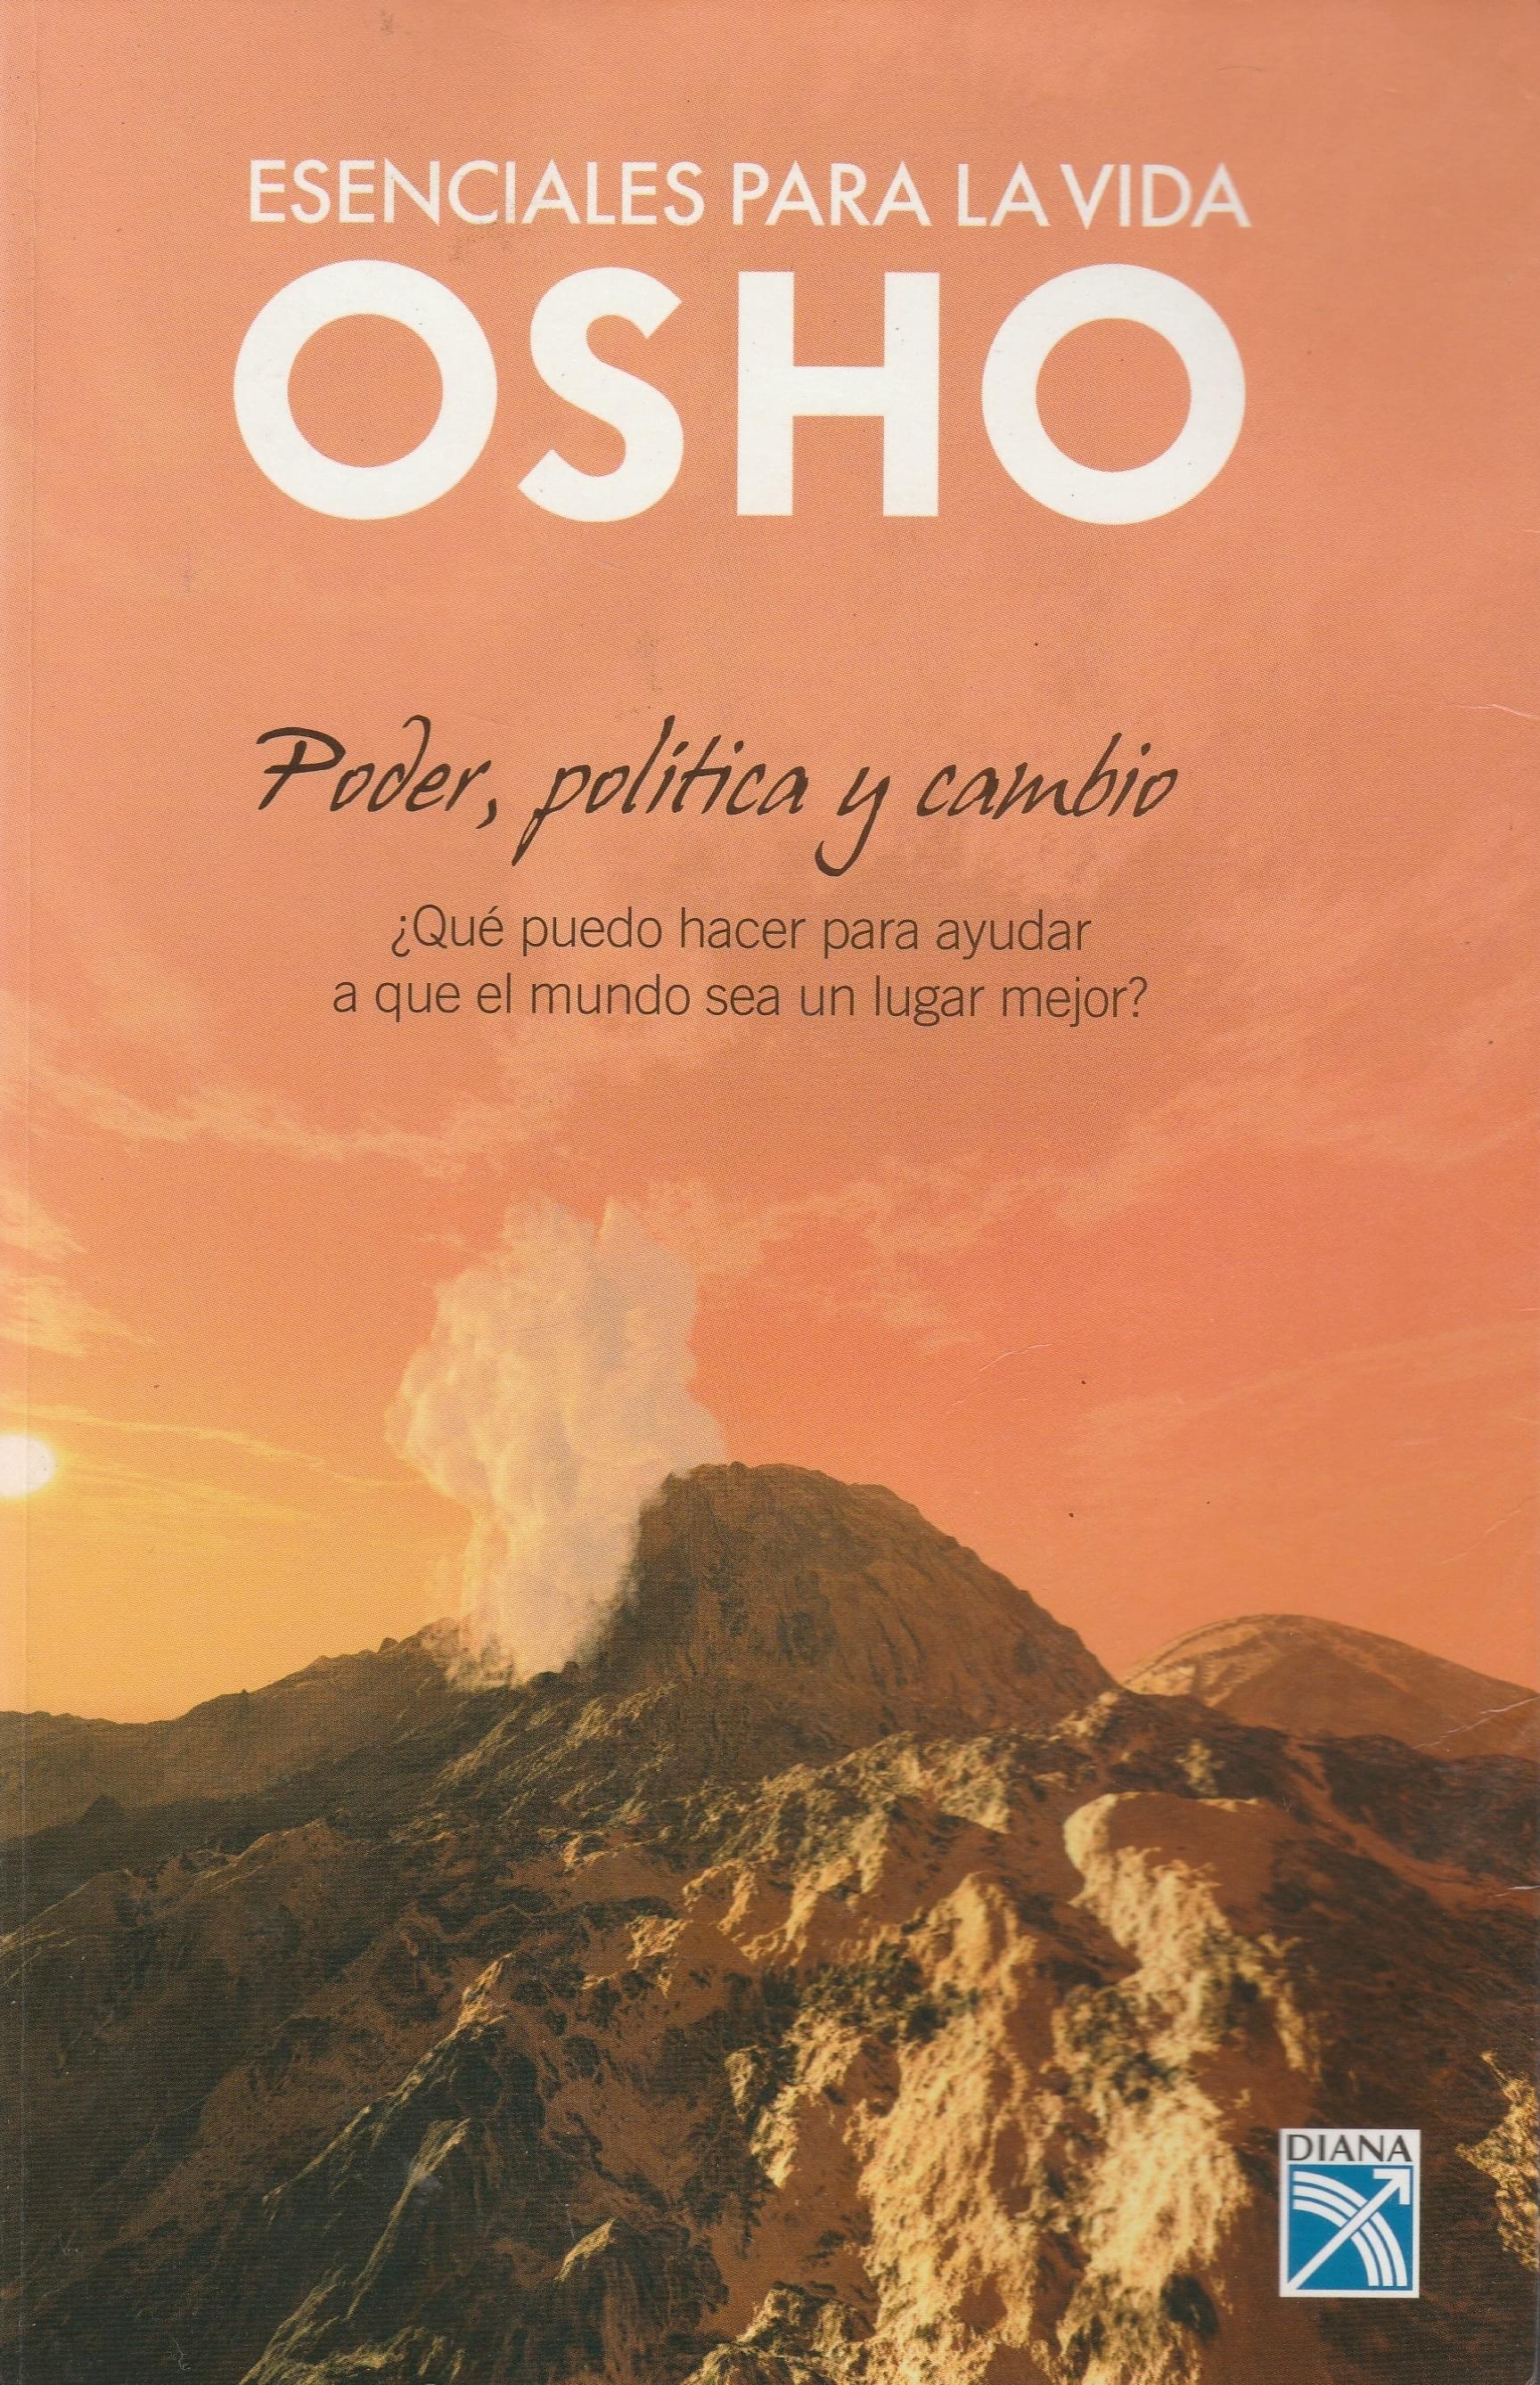 ESENCIALES PARA LA VIDA
OSHO
Poder, política y cambio
¿Qué puedo hacer para ayudar
a que el mundo sea un lugar mejor?
DIANA